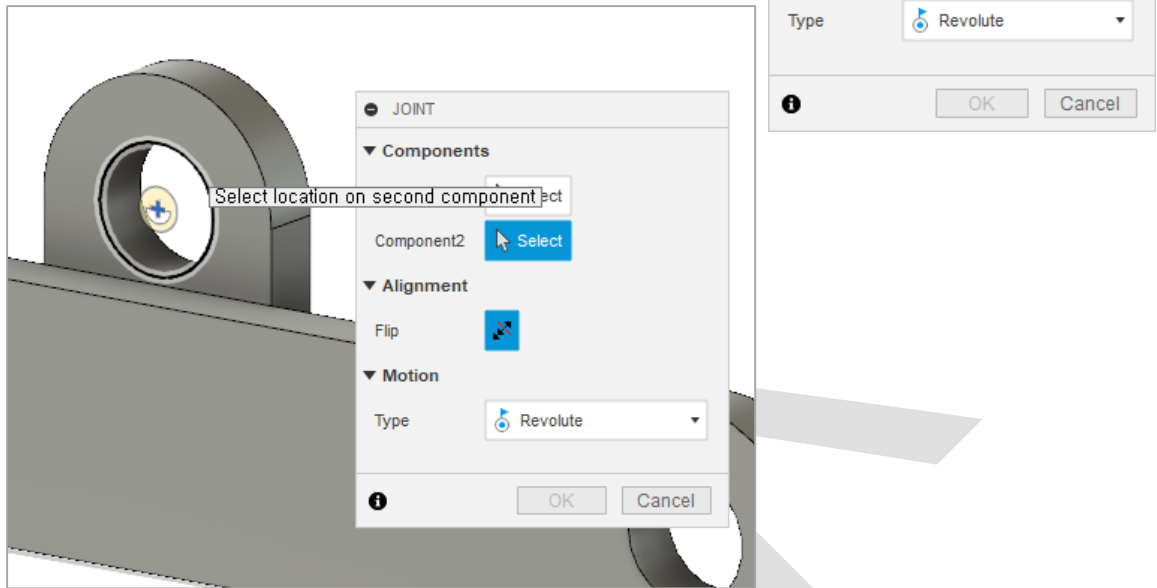 Type Revolute
OK Cancel
JOINT
Components
Select location on second component ect
Component2 Select
Alignment
Flip
Motion
Type Revolute
OK Cancel